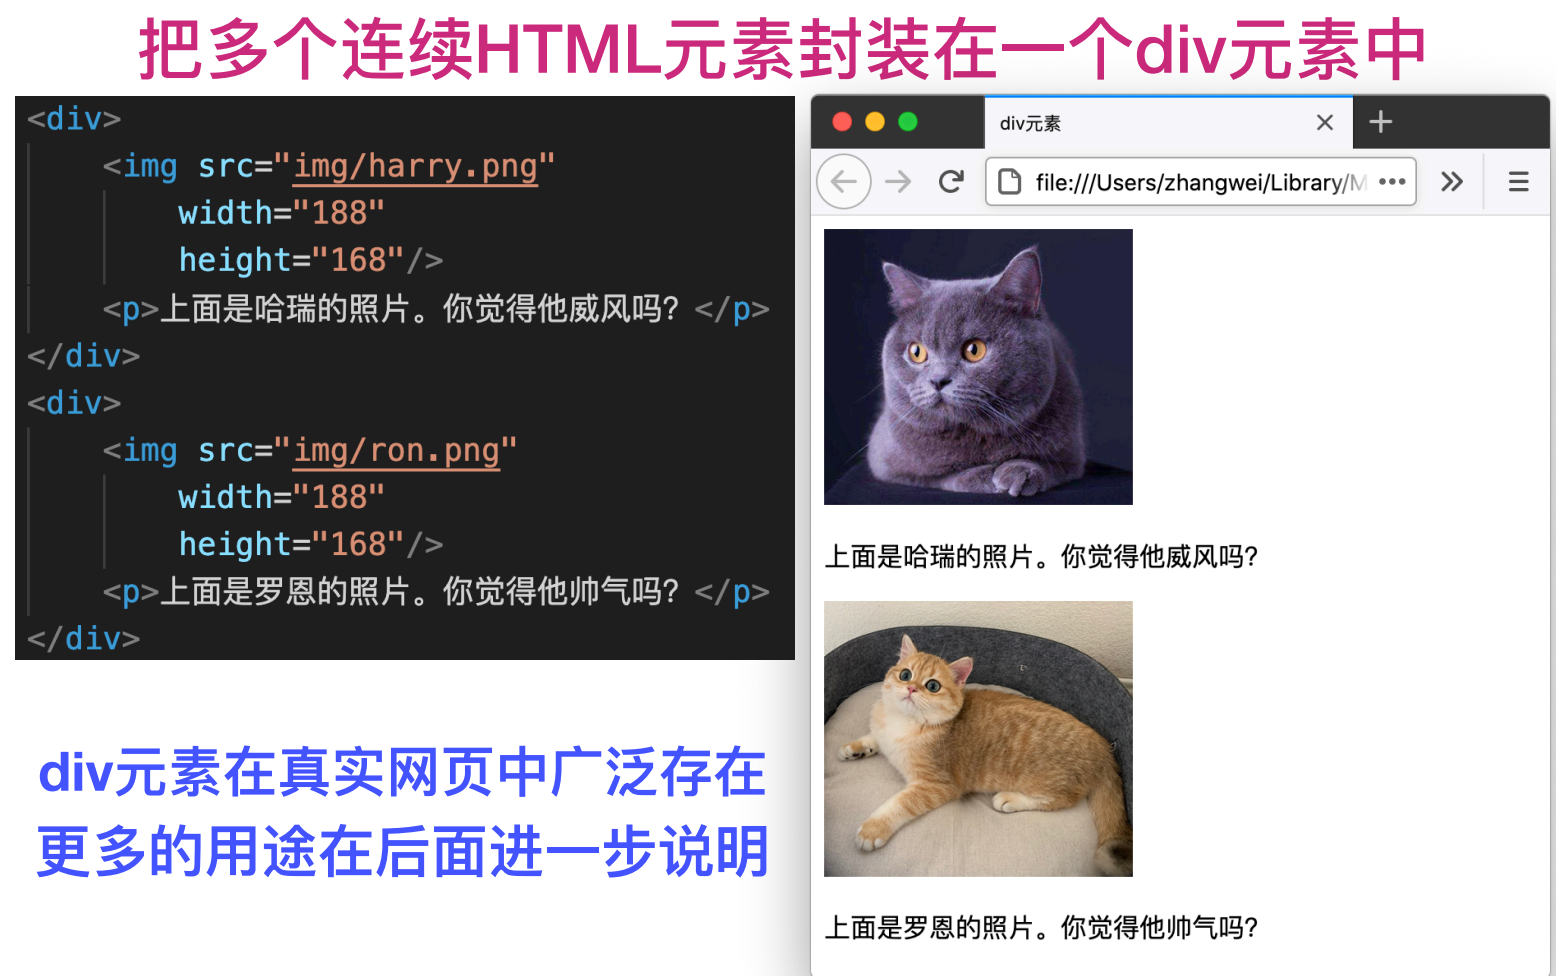 把多个连续HTML元素封装在一个div元素中
<div>
<img src="img/harry.png"
width="188"
height="168"/>
<p>上面是哈瑞的照片。你觉得他威风吗？</p>
</div>
<div>
<img src="img/ron.png"
width="188"
height="168"/>
<p>上面是罗恩的照片。你觉得他帅气吗？</p>
</div>
div元素在真实网页中广泛存在
更多的用途在后面进一步说明
div元素
file:///Users/zhangwei/Library/M
上面是哈瑞的照片。你觉得他威风吗？
上面是罗恩的照片。你觉得他帅气吗？